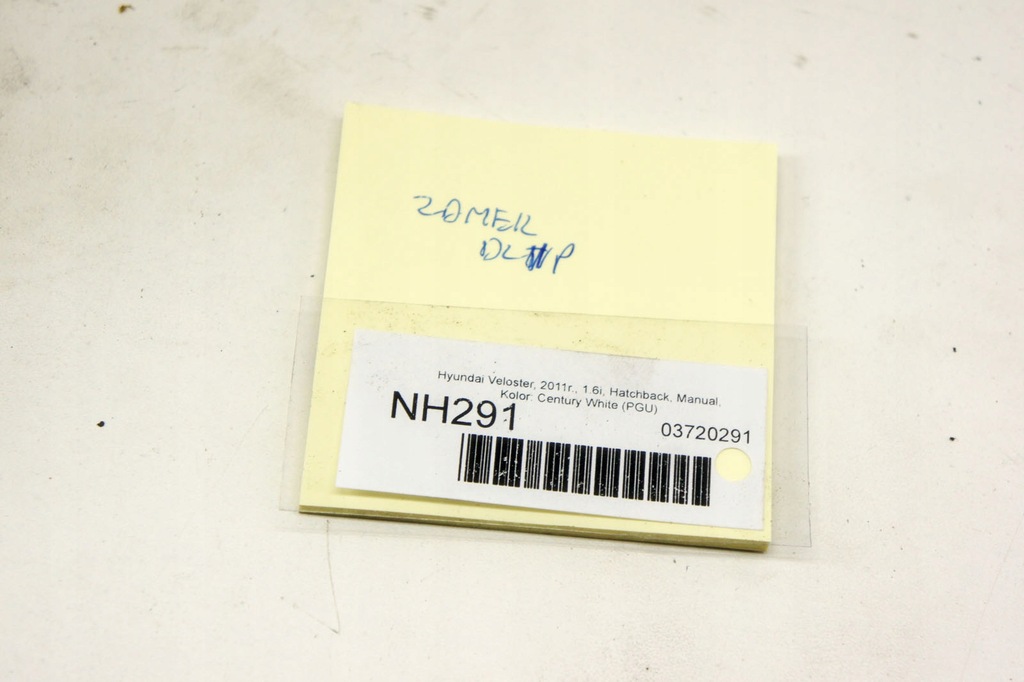 ZAMEK
Hyundai Veloster, 2011r., 1.6i, Hatchback, Manual,
Kolor: Century White (PGU)
NH291
03720291